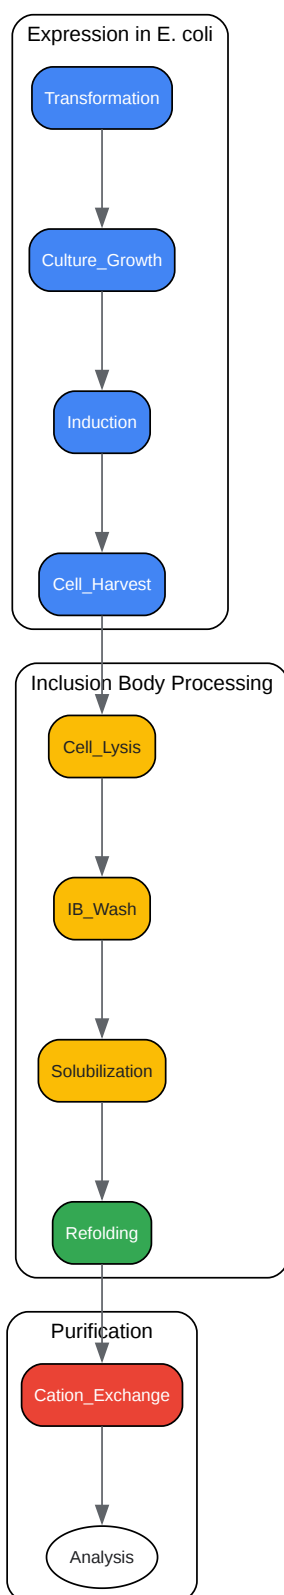 Expression in E. coli
Transformation
Culture_Growth
Induction
Cell_Harvest
Inclusion Body Processing
Cell_Lysis
IB_Wash
Solubilization
Refolding
Purification
Cation_Exchange
Analysis